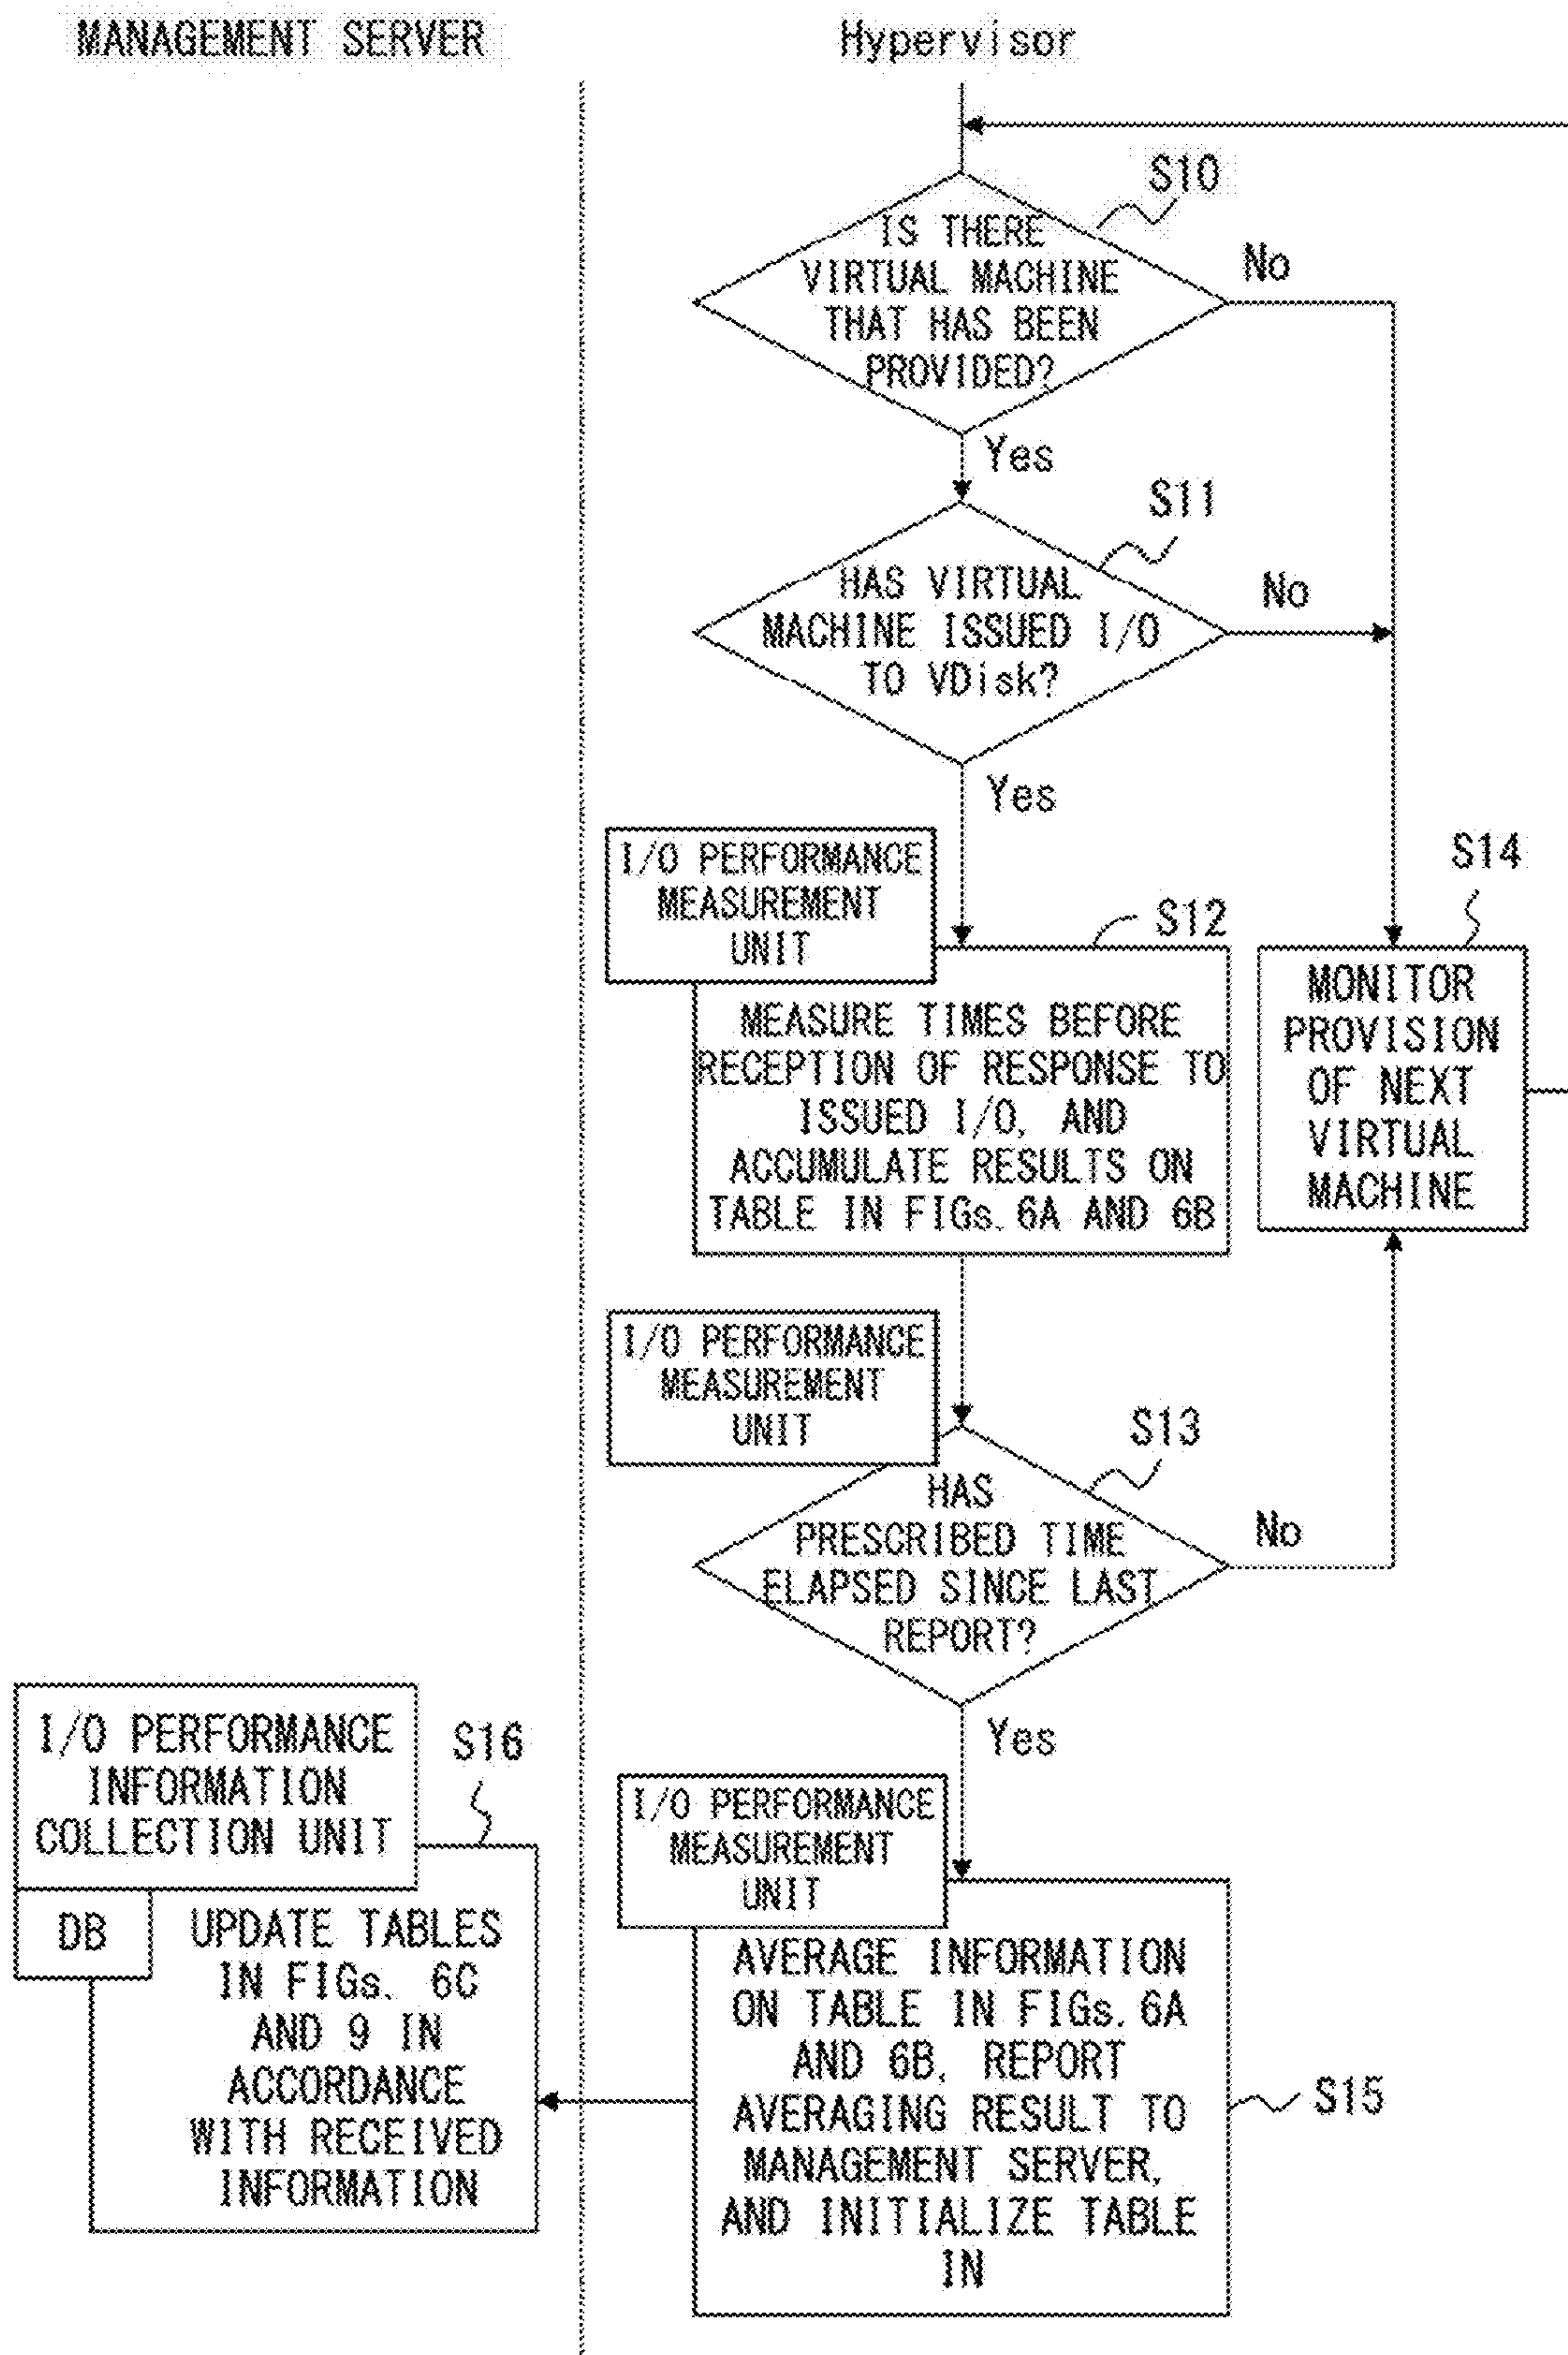 MANAGEMENT SERVER
Hypervisor
S10
IS THERE
VIRTUAL MACHINE
THAT HAS BEEN
PROVIDED?
No
Yes
S11
HAS VIRTUAL
MACHINE ISSUED I/O
TO VDisk?
No
Yes
I/O PERFORMANCE
MEASUREMENT
UNIT
S12
MEASURE TIMES BEFORE
RECEPTION OF RESPONSE TO
ISSUED I/O, AND
ACCUMULATE RESULTS ON
TABLE IN FIGs. 6A AND 6B
S14
MONITOR
PROVISION
OF NEXT
VIRTUAL
MACHINE
I/O PERFORMANCE
MEASUREMENT
UNIT
S13
HAS
PRESCRIBED TIME
ELAPSED SINCE LAST
REPORT?
No
Yes
I/O PERFORMANCE
MEASUREMENT
UNIT
AVERAGE INFORMATION
ON TABLE IN FIGs. 6A
AND 6B, REPORT
AVERAGING RESULT TO
MANAGEMENT SERVER,
AND INITIALIZE TABLE
IN
S15
I/O PERFORMANCE
INFORMATION
COLLECTION UNIT
S16
DB
UPDATE TABLES
IN FIGs. 6C
AND 9 IN
ACCORDANCE
WITH RECEIVED
INFORMATION